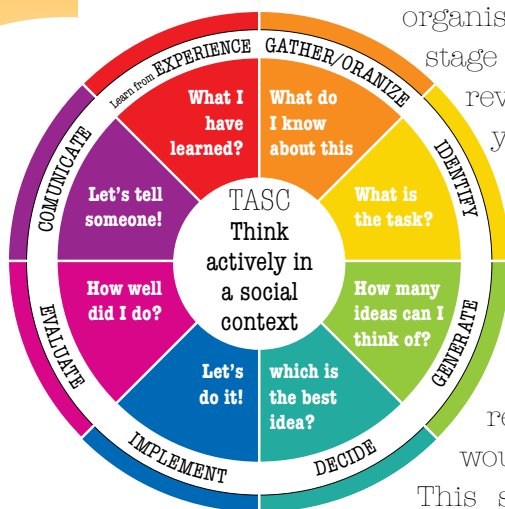 organis
stage
rev
y
Learn from EXPERIENCE
GATHER/ORANIZE
IDENTIFY
GENERATE
DECIDE
IMPLEMENT
EVALUATE
COMUNICATE
What I
have
learned?
What do
I know
about this
What is
the task?
How many
ideas can I
think of?
which is
the best
idea?
Let's
do it!
How well
did I do?
Let's tell
someone!
TASC
Think
actively in
a social
context
re
wou
This s